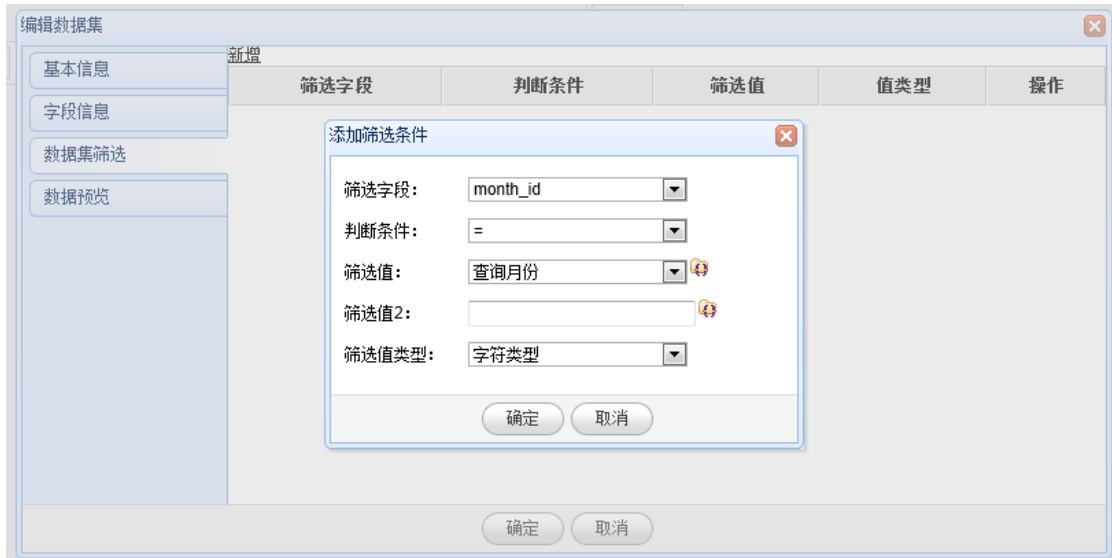 编辑数据集
基本信息
字段信息
数据集筛选
数据预览
新增
筛选字段 判断条件 筛选值 值类型 操作
添加筛选条件
筛选字段: month_id
判断条件: =
筛选值: 查询月份
筛选值2:
筛选值类型: 字符类型
确定 取消
确定 取消